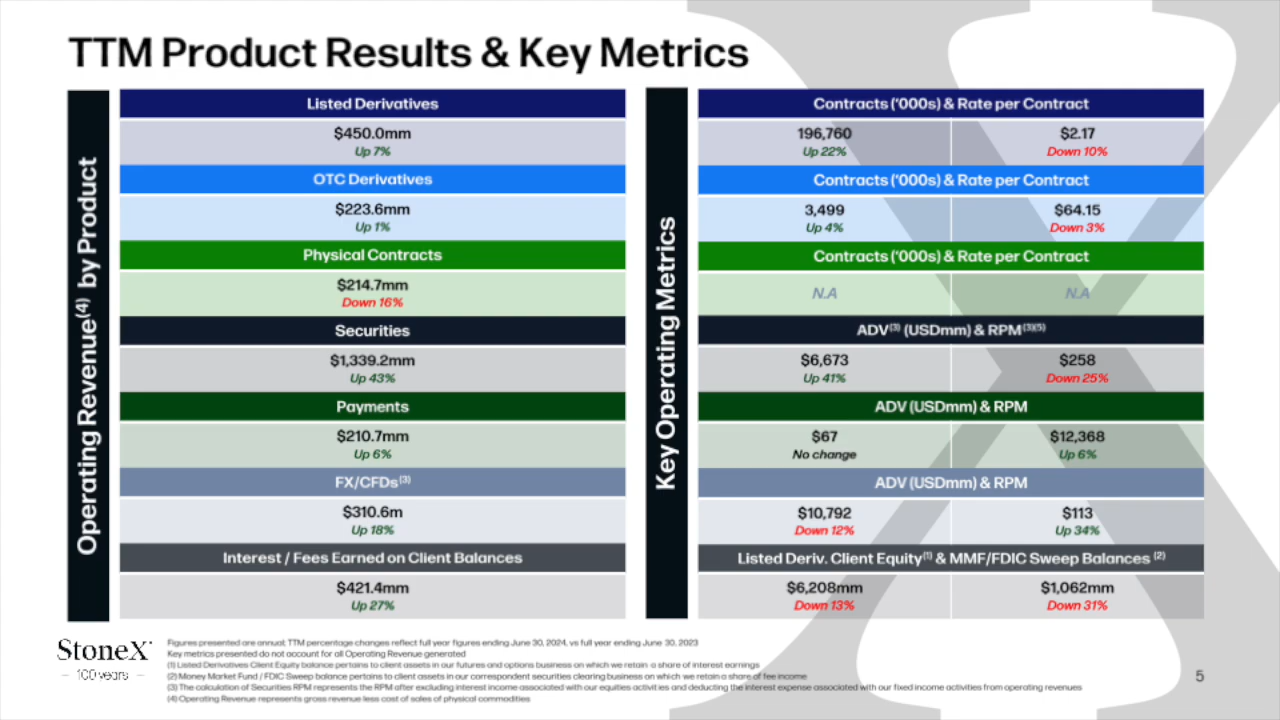 TTM Product Results & Key Metrics
Operating Revenue(4) by Product
Listed Derivatives
$450.0mm
Up 7%
OTC Derivatives
$223.6mm
Up 1%
Physical Contracts
$214.7mm
Down 16%
Securities
$1,339.2mm
Up 43%
Payments
$210.7mm
Up 6%
FX/CFDs(3)
$310.6m
Up 18%
Interest / Fees Earned on Client Balances
$421.4mm
Up 27%
Key Operating Metrics
Contracts ('000s) & Rate per Contract
196,760 $2.17
Up 22% Down 10%
Contracts ('000s) & Rate per Contract
3,499 $64.15
Up 4% Down 3%
Contracts ('000s) & Rate per Contract
N.A N.A
ADV(3) (USDmm) & RPM(3)(5)
$6,673 $258
Up 41% Down 25%
ADV (USDmm) & RPM
$67 $12,368
No change Up 6%
ADV (USDmm) & RPM
$10,792 $113
Down 12% Up 34%
Listed Deriv. Client Equity(1) & MMF/FDIC Sweep Balances (2)
$6,208mm $1,062mm
Down 13% Down 31%
StoneX
100 years
Figures presented are annual; TTM percentage changes reflect full year figures ending June 30, 2024, vs full year ending June 30, 2023
Key metrics presented do not account for all Operating Revenue generated
(1) Listed Derivatives Client Equity balance pertains to client assets in our futures and options business on which we retain a share of interest earnings
(2) Money Market Fund / FDIC Sweep balance pertains to client assets in our correspondent securities clearing business on which we retain a share of fee income
(3) The calculation of Securities RPM represents the RPM after excluding interest income associated with our equities activities and deducting the interest expense associated with our fixed income activities from operating revenues
(4) Operating Revenue represents gross revenue less cost of sales of physical commodities
5